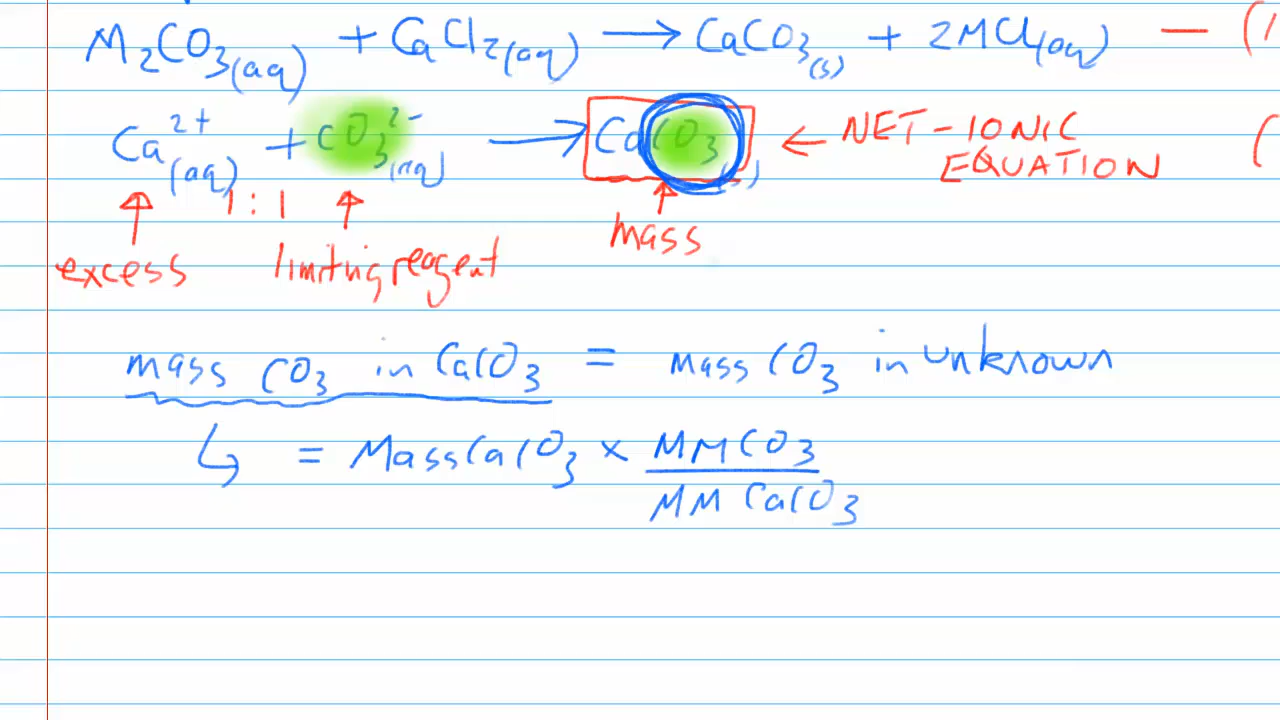 M₂CO₃(aq) + CaCl₂(aq) → CaCO₃(s) + 2MCl(aq) — (1
Ca²⁺(aq) + CO₃²⁻(aq) → CaCO₃(s) ← NET-IONIC EQUATION (
1:1
excess limiting reagent mass
mass CO₃ in CaCO₃ = mass CO₃ in unknown
↳ = Mass CaCO₃ × MM CO₃
MM CaCO₃